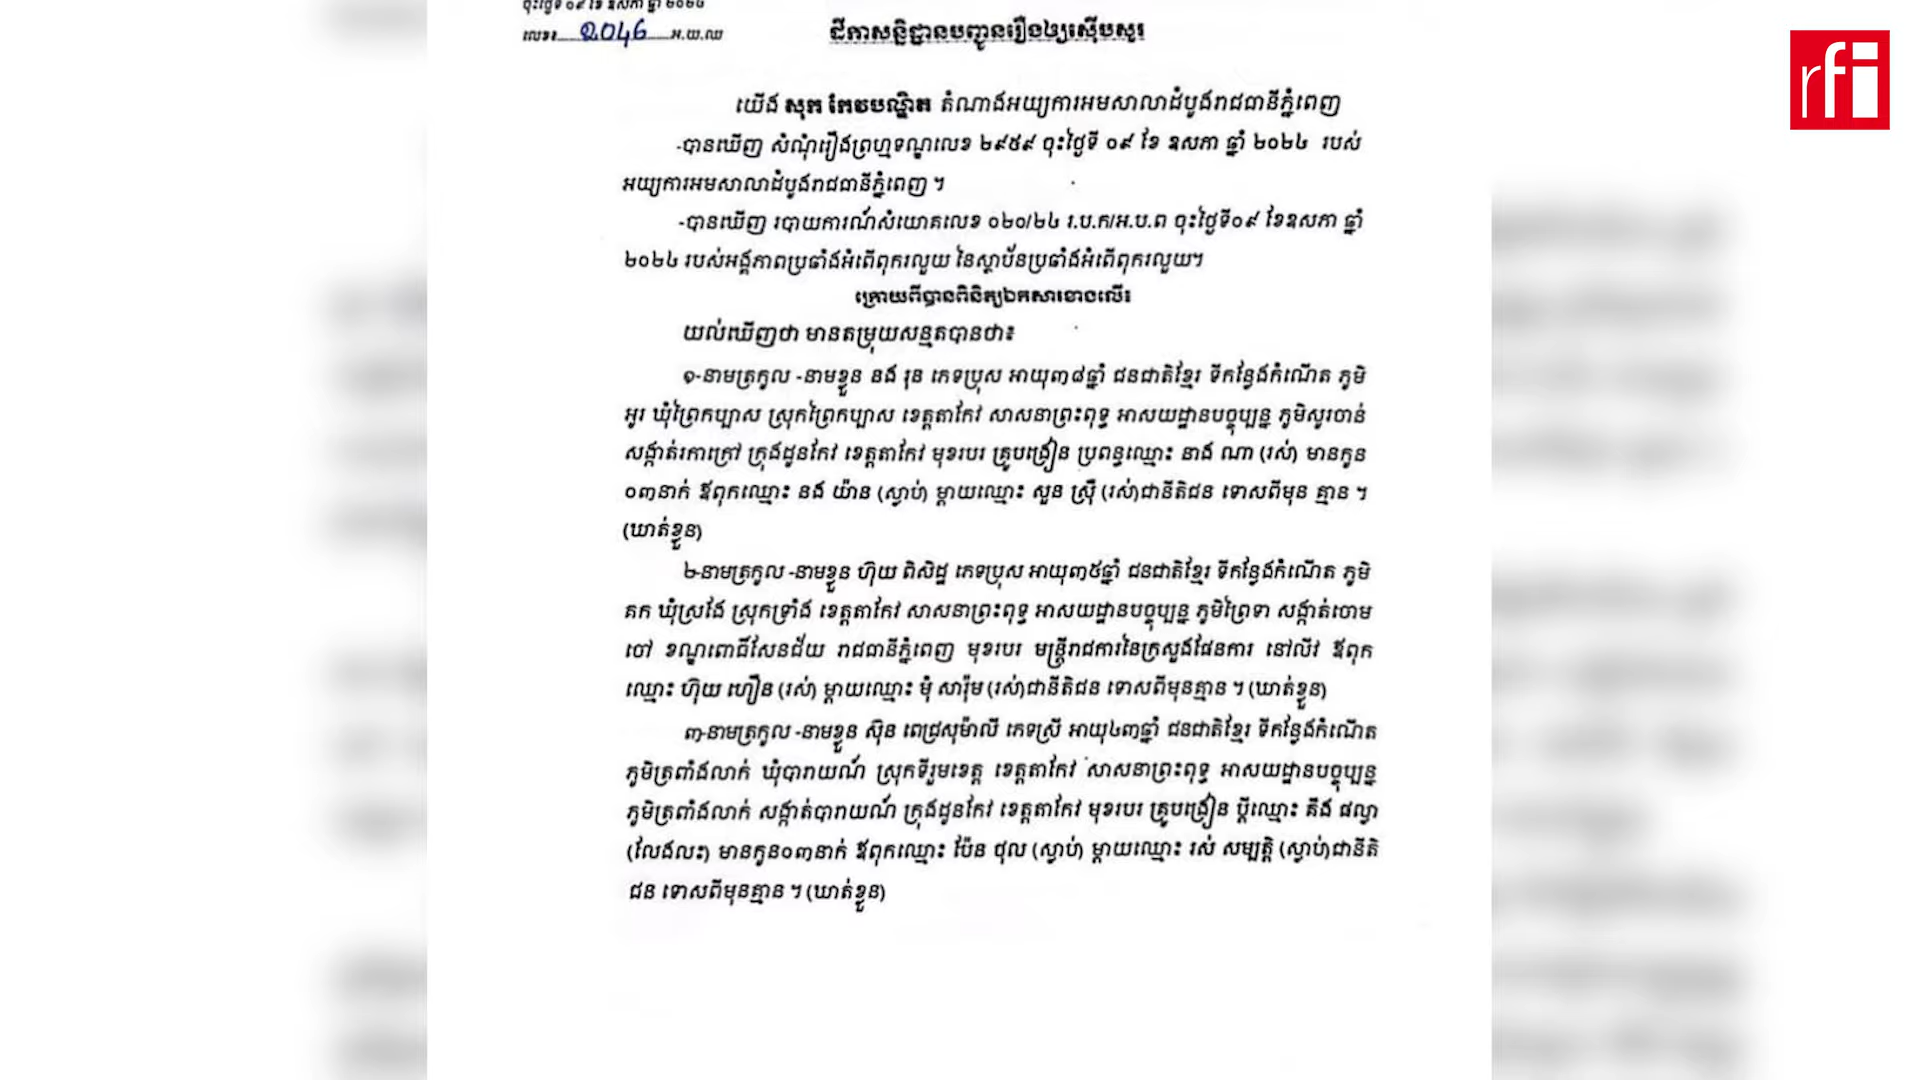 ចុះថ្ងៃទី ០៩ ខែ ឧសភា ឆ្នាំ ២០២៤
លេខ៖ 2046 អ.យ.ឈ
ដីកាសន្និដ្ឋានបញ្ជូនរឿងឲ្យស៊ើបសួរ
rfi
យើង សុត កែវបណ្ឌិត តំណាងអយ្យការអមសាលាដំបូងរាជធានីភ្នំពេញ
-បានឃើញ សំណុំរឿងព្រហ្មទណ្ឌលេខ ២៩៥៩ ចុះថ្ងៃទី ០៩ ខែ ឧសភា ឆ្នាំ ២០២៤ របស់
អយ្យការអមសាលាដំបូងរាជធានីភ្នំពេញ ។
-បានឃើញ របាយការណ៍សំយោគលេខ ០២០/២៤ រ.ប.ក/អ.ប.ព ចុះថ្ងៃទី០៩ ខែឧសភា ឆ្នាំ
២០២៤ របស់អង្គភាពប្រឆាំងអំពើពុករលួយ នៃស្ថាប័នប្រឆាំងអំពើពុករលួយ។
ក្រោយពីបានពិនិត្យឯកសារខាងលើ៖
យល់ឃើញថា មានតម្រុយសន្មតបានថា៖
១-នាមត្រកូល -នាមខ្លួន នង រុន ភេទប្រុស អាយុ៣៨ឆ្នាំ ជនជាតិខ្មែរ ទីកន្លែងកំណើត ភូមិ
អូរ ឃុំព្រៃកប្បាស ស្រុកព្រៃកប្បាស ខេត្តតាកែវ សាសនាព្រះពុទ្ធ អាសយដ្ឋានបច្ចុប្បន្ន ភូមិសូរចាន់
សង្កាត់រកាក្រៅ ក្រុងដូនកែវ ខេត្តតាកែវ មុខរបរ គ្រូបង្រៀន ប្រពន្ធឈ្មោះ នាង ណា (រស់) មានកូន
០៣នាក់ ឪពុកឈ្មោះ នង យ៉ាន (ស្លាប់) ម្តាយឈ្មោះ សួន ស្រ៊ី (រស់)ជានីតិជន ទោសពីមុន គ្មាន ។
(ឃាត់ខ្លួន)
២-នាមត្រកូល -នាមខ្លួន ហ៊ុយ ពិសិដ្ឋ ភេទប្រុស អាយុ៣៥ឆ្នាំ ជនជាតិខ្មែរ ទីកន្លែងកំណើត ភូមិ
គក ឃុំស្រងែ ស្រុកទ្រាំង ខេត្តតាកែវ សាសនាព្រះពុទ្ធ អាសយដ្ឋានបច្ចុប្បន្ន ភូមិព្រៃទា សង្កាត់ចោម
ចៅ ខណ្ឌពោធិ៍សែនជ័យ រាជធានីភ្នំពេញ មុខរបរ មន្ត្រីរាជការនៃក្រសួងផែនការ នៅលីវ ឪពុក
ឈ្មោះ ហ៊ុយ ហឿន (រស់) ម្តាយឈ្មោះ ម៉ុំ សារ៉ុម (រស់)ជានីតិជន ទោសពីមុនគ្មាន ។ (ឃាត់ខ្លួន)
៣-នាមត្រកូល -នាមខ្លួន ស៊ិន ពេជ្រសុម៉ាលី ភេទស្រី អាយុ៤៣ឆ្នាំ ជនជាតិខ្មែរ ទីកន្លែងកំណើត
ភូមិត្រពាំងលាក់ ឃុំបារាយណ៍ ស្រុកទីរួមខេត្ត ខេត្តតាកែវ សាសនាព្រះពុទ្ធ អាសយដ្ឋានបច្ចុប្បន្ន
ភូមិត្រពាំងលាក់ សង្កាត់បារាយណ៍ ក្រុងដូនកែវ ខេត្តតាកែវ មុខរបរ គ្រូបង្រៀន ប្តីឈ្មោះ គឹង ផល្លា
(លែងលះ) មានកូន០៣នាក់ ឪពុកឈ្មោះ ប៉ែន ថុល (ស្លាប់) ម្តាយឈ្មោះ រស់ សម្បត្តិ (ស្លាប់)ជានីតិ
ជន ទោសពីមុនគ្មាន ។ (ឃាត់ខ្លួន)